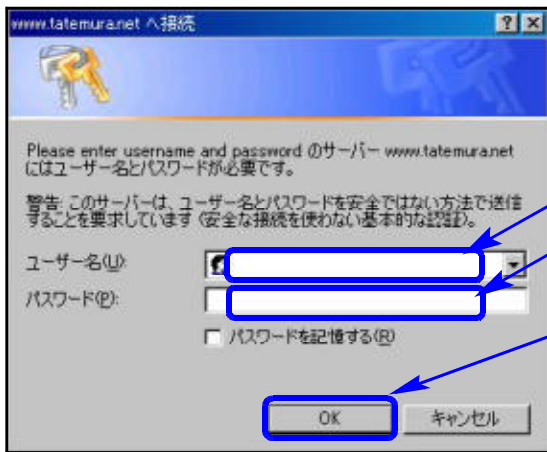 www.tatemura.net へ接続
Please enter username and password のサーバー www.tatemura.net
にはユーザー名とパスワードが必要です。
警告: このサーバーは、ユーザー名とパスワードを安全ではない方法で送信
することを要求しています (安全な接続を使わない基本的な認証)。
ユーザー名(U):
パスワード(P):
パスワードを記憶する(R)
OK キャンセル